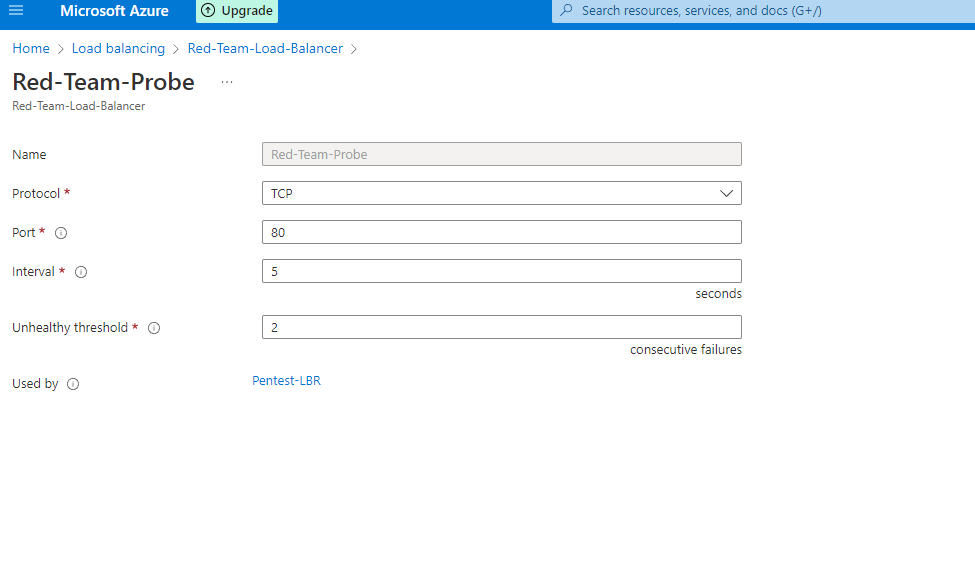 Microsoft Azure Upgrade Search resources, services, and docs (G+/)
Home > Load balancing > Red-Team-Load-Balancer >
Red-Team-Probe ...
Red-Team-Load-Balancer
Name Red-Team-Probe
Protocol * TCP
Port * 80
Interval * 5
seconds
Unhealthy threshold * 2
consecutive failures
Used by Pentest-LBR